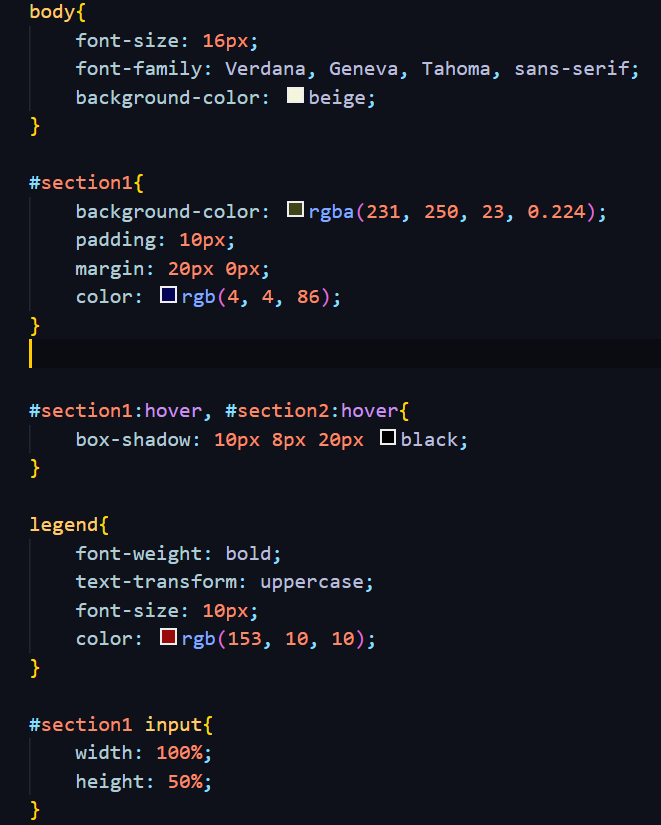 body{
    font-size: 16px;
    font-family: Verdana, Geneva, Tahoma, sans-serif;
    background-color: beige;
}
#section1{
    background-color: rgba(231, 250, 23, 0.224);
    padding: 10px;
    margin: 20px 0px;
    color: rgb(4, 4, 86);
}
#section1:hover, #section2:hover{
    box-shadow: 10px 8px 20px black;
}
legend{
    font-weight: bold;
    text-transform: uppercase;
    font-size: 10px;
    color: rgb(153, 10, 10);
}
#section1 input{
    width: 100%;
    height: 50%;
}